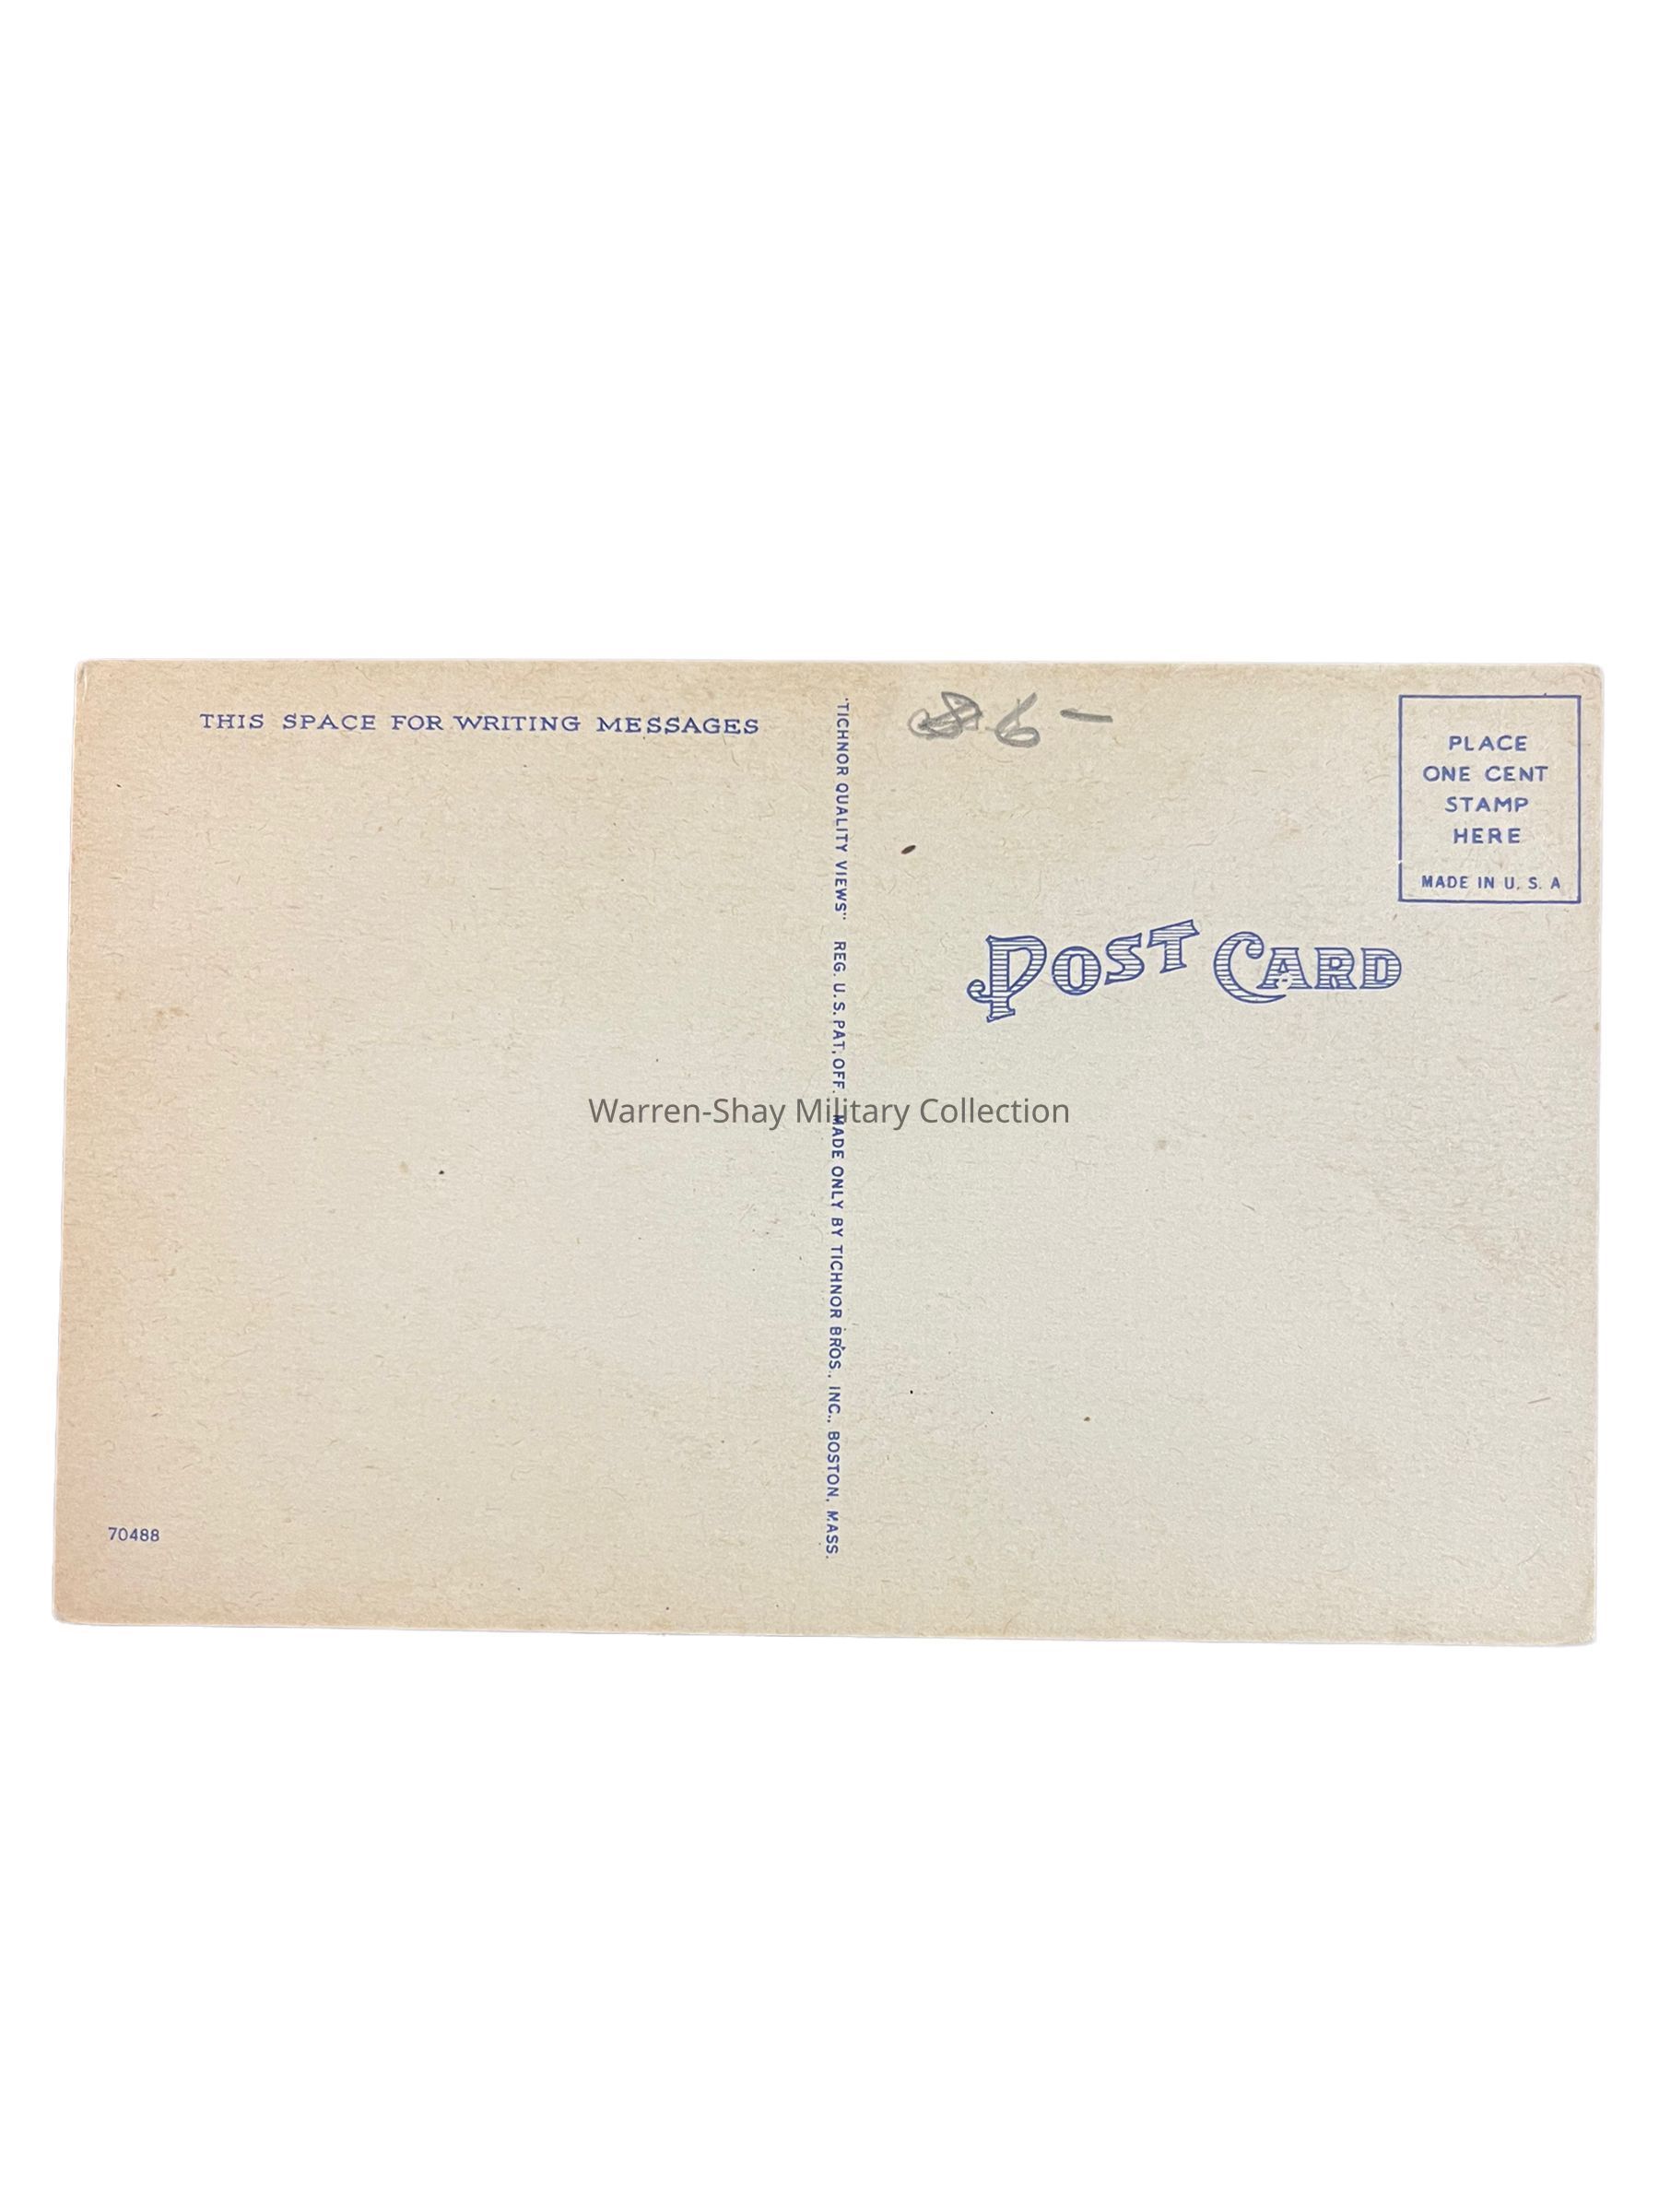 THIS SPACE FOR WRITING MESSAGES
"TICHNOR QUALITY VIEWS" REG. U. S. PAT. OFF. MADE ONLY BY TICHNOR BROS., INC., BOSTON, MASS.
6-
PLACE
ONE CENT
STAMP
HERE
MADE IN U. S. A
POST CARD
Warren-Shay Military Collection
70488